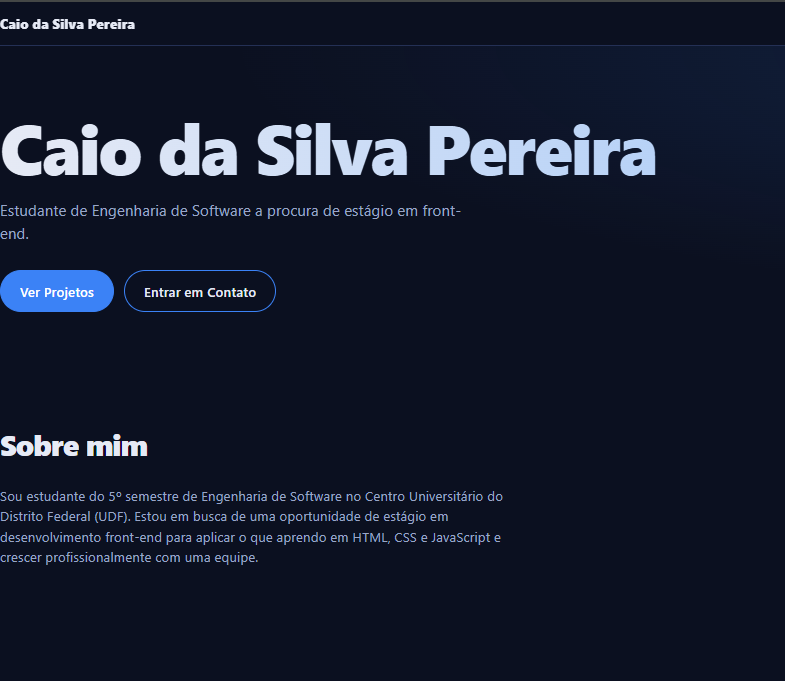 Caio da Silva Pereira
Caio da Silva Pereira
Estudante de Engenharia de Software a procura de estágio em front-
end.
Ver Projetos
Entrar em Contato
Sobre mim
Sou estudante do 5º semestre de Engenharia de Software no Centro Universitário do
Distrito Federal (UDF). Estou em busca de uma oportunidade de estágio em
desenvolvimento front-end para aplicar o que aprendo em HTML, CSS e JavaScript e
crescer profissionalmente com uma equipe.